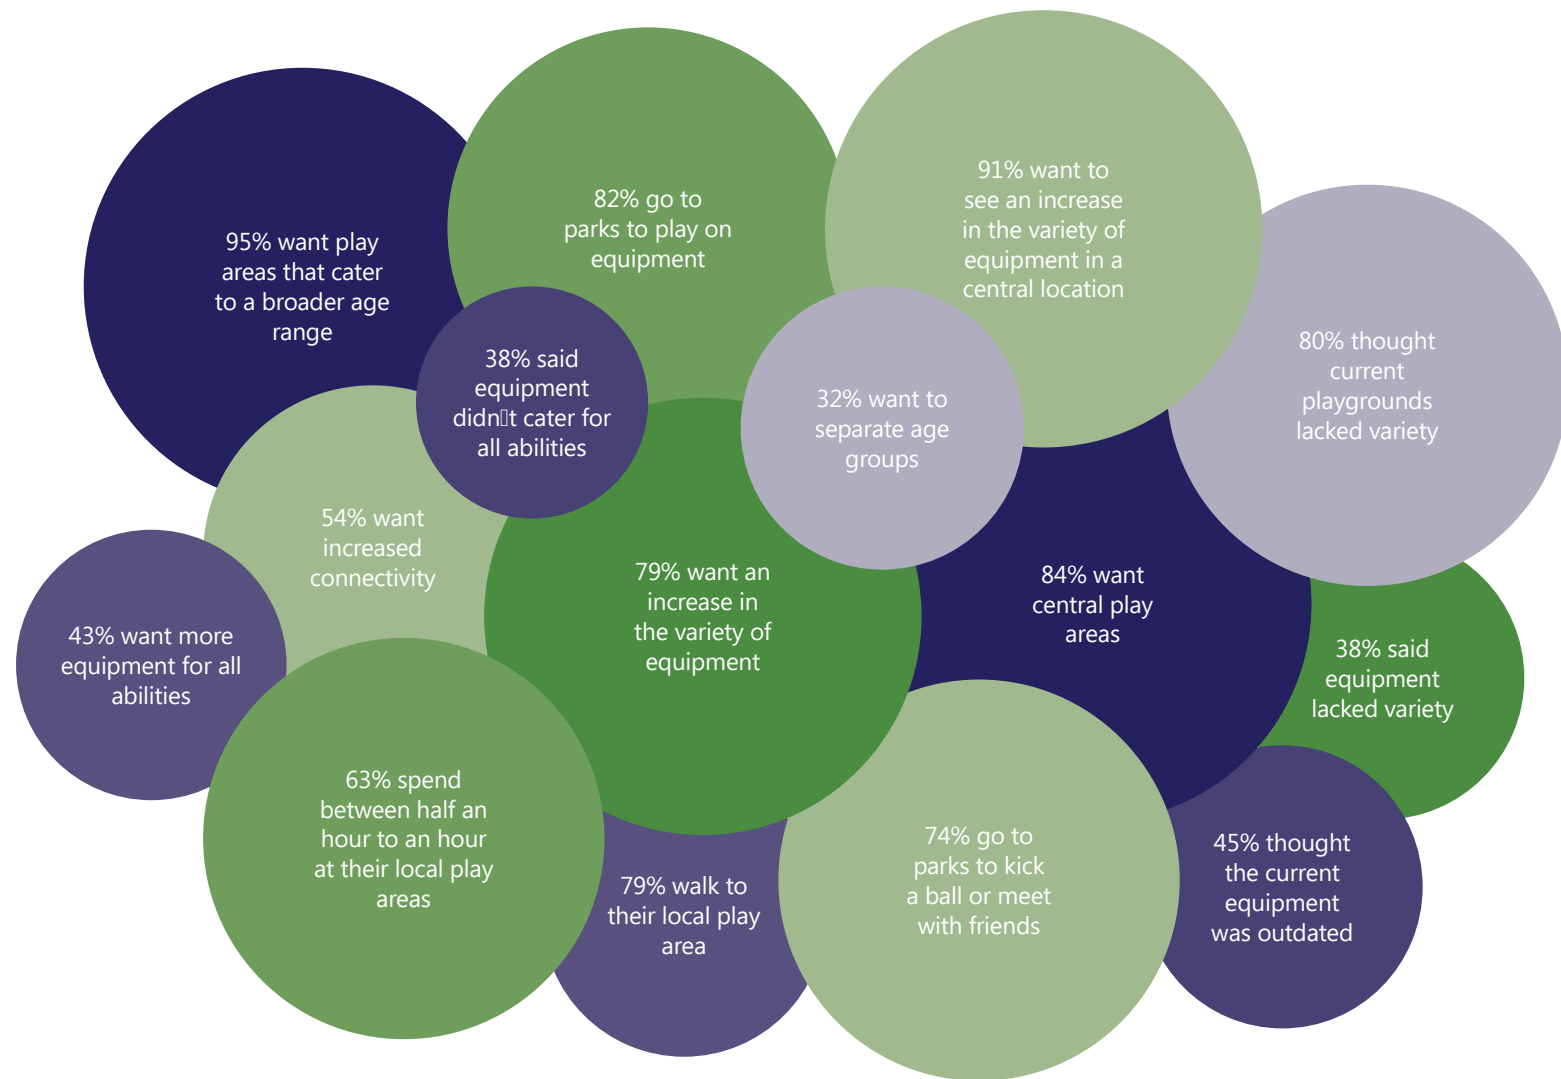 95% want play
areas that cater
to a broader age
range
82% go to
parks to play on
equipment
91% want to
see an increase
in the variety of
equipment in a
central location
80% thought
current
playgrounds
lacked variety
38% said
equipment
didn▯t cater for
all abilities
32% want to
separate age
groups
54% want
increased
connectivity
79% want an
increase in
the variety of
equipment
84% want
central play
areas
43% want more
equipment for all
abilities
38% said
equipment
lacked variety
63% spend
between half an
hour to an hour
at their local play
areas
79% walk to
their local play
area
74% go to
parks to kick
a ball or meet
with friends
45% thought
the current
equipment
was outdated